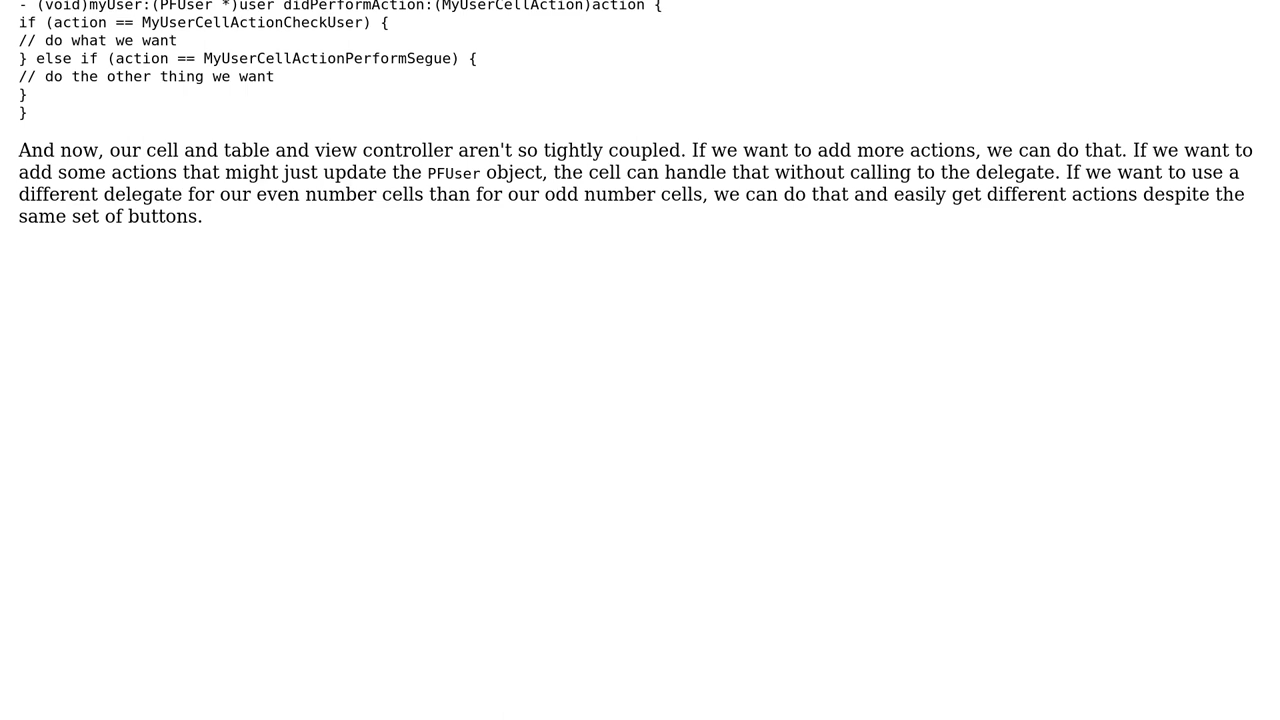 - (void)myUser:(PFUser *)user didPerformAction:(MyUserCellAction)action {
if (action == MyUserCellActionCheckUser) {
// do what we want
} else if (action == MyUserCellActionPerformSegue) {
// do the other thing we want
}
}
And now, our cell and table and view controller aren't so tightly coupled. If we want to add more actions, we can do that. If we want to
add some actions that might just update the PFUser object, the cell can handle that without calling to the delegate. If we want to use a
different delegate for our even number cells than for our odd number cells, we can do that and easily get different actions despite the
same set of buttons.